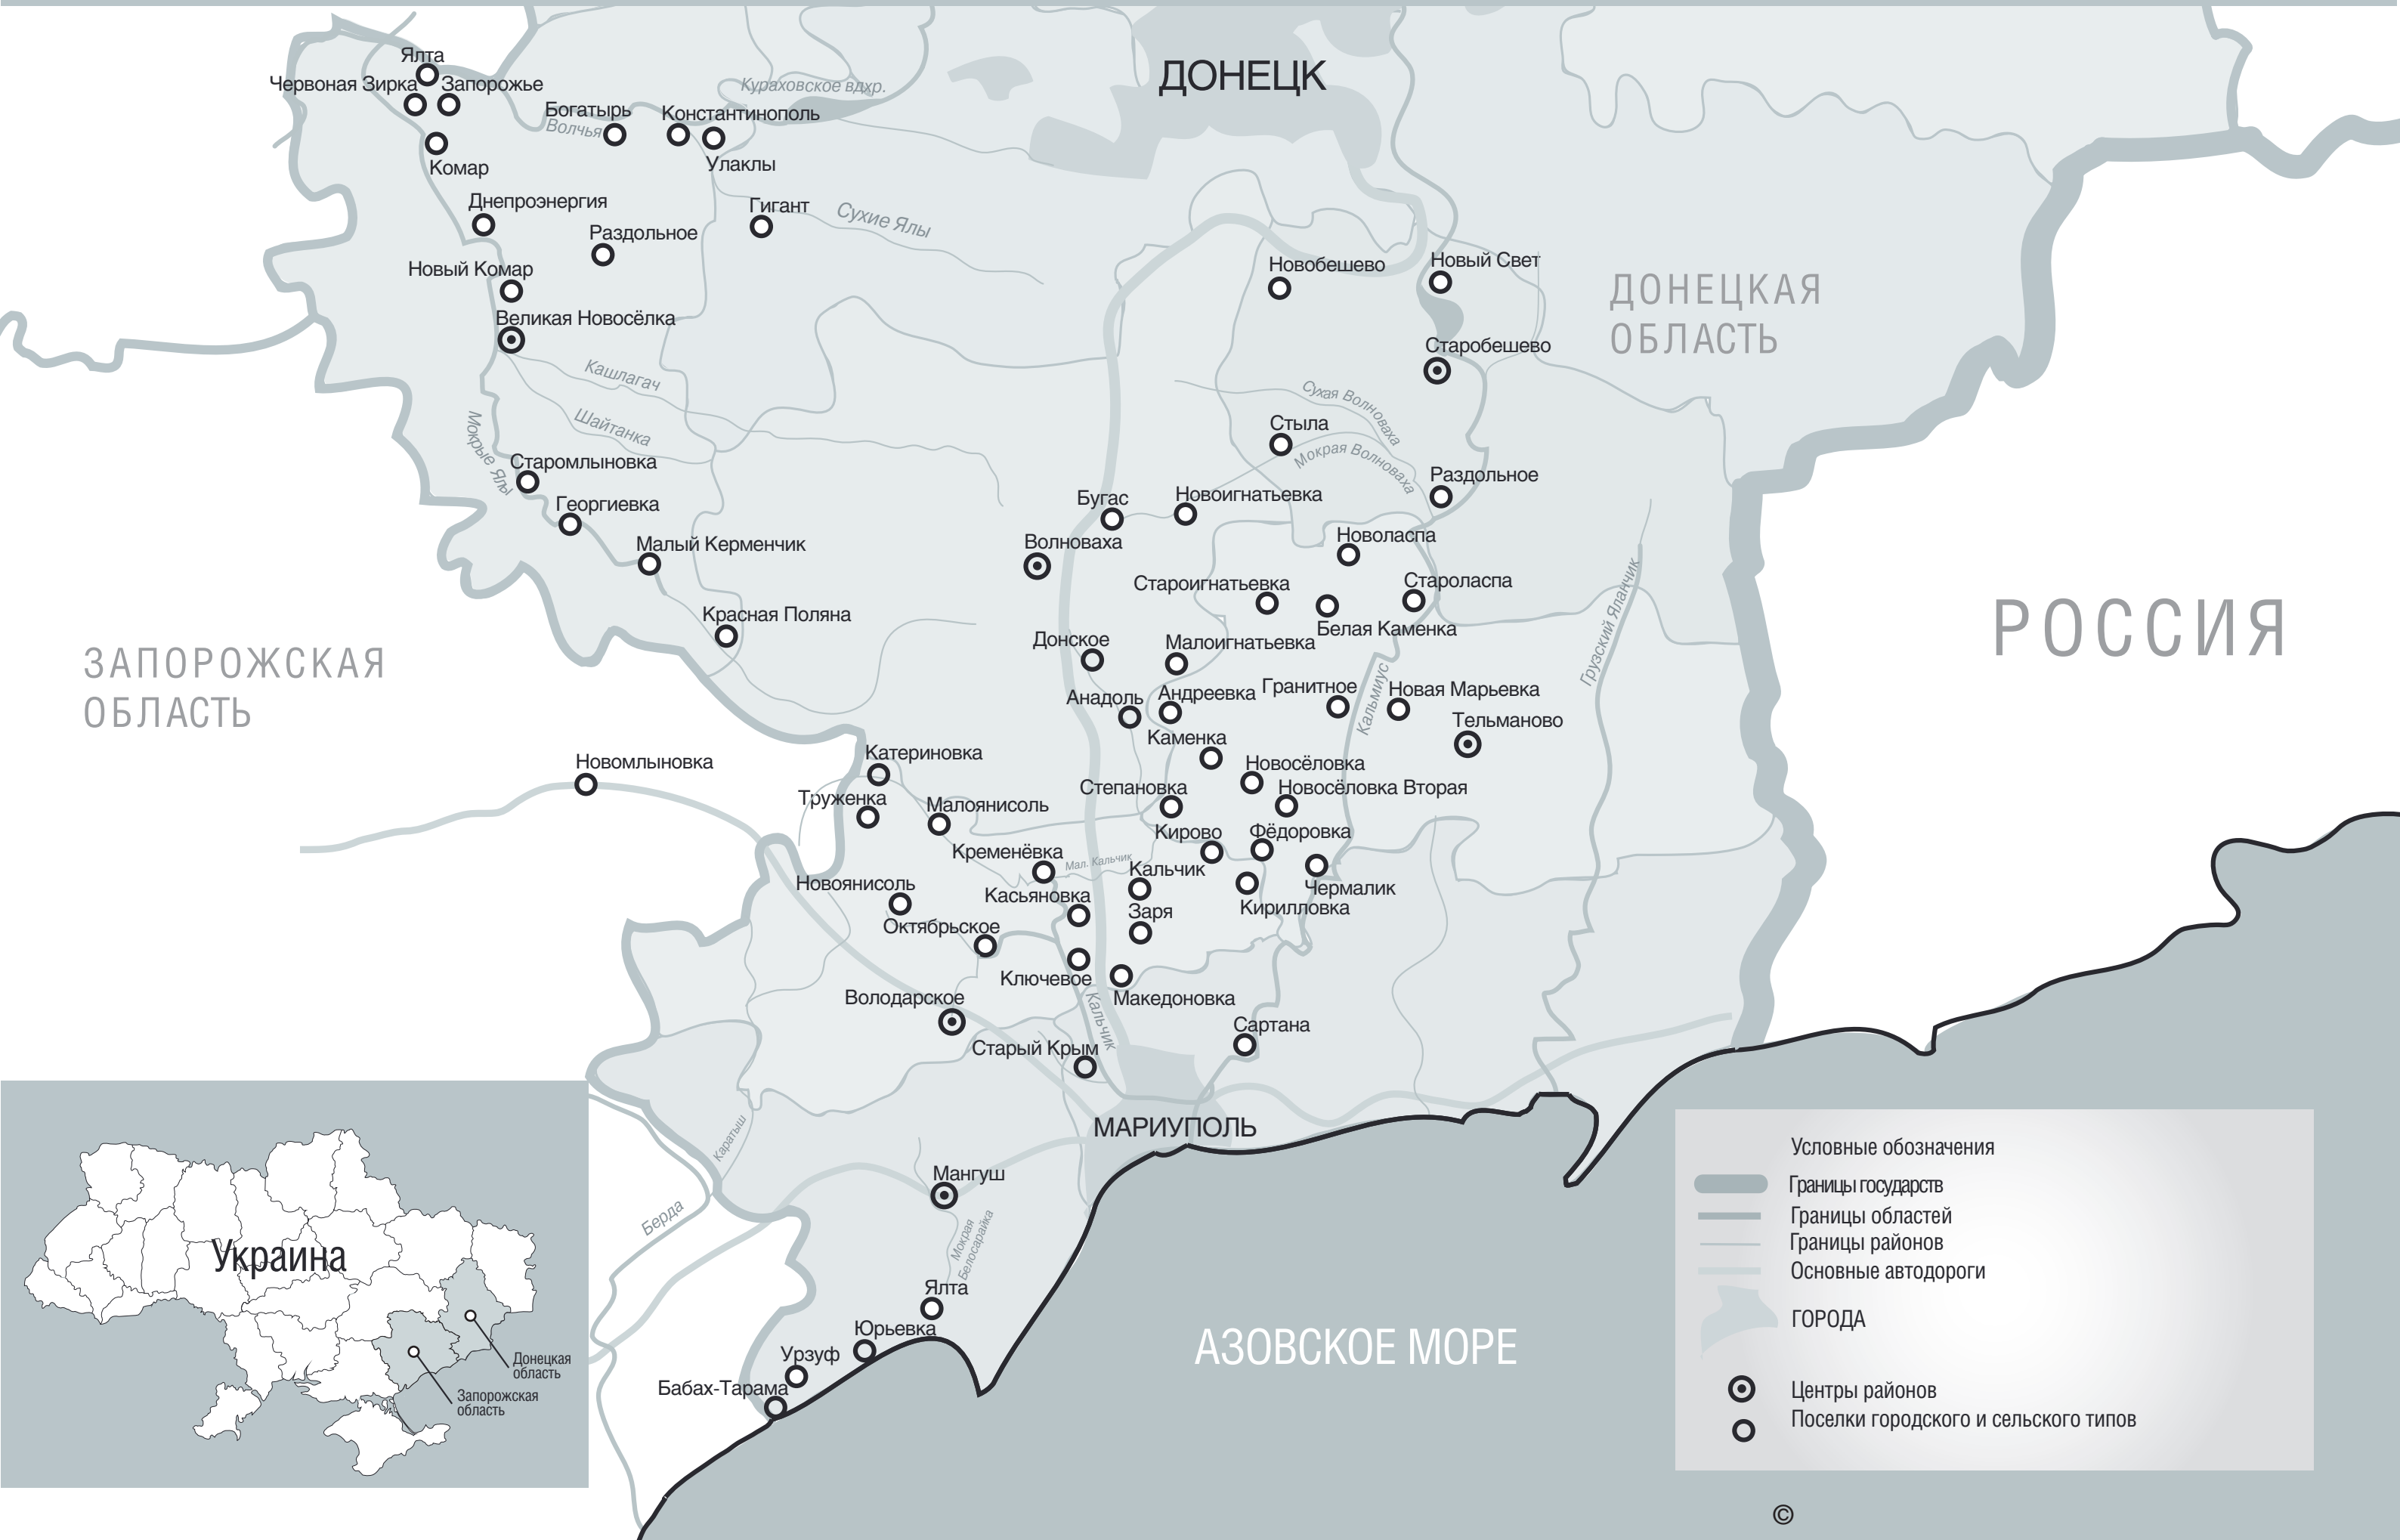 ДОНЕЦК
Ялта
Червоная Зирка
Запорожье
Кураховское вдхр.
Богатырь
Волчья
Константинополь
Улаклы
Комар
Днепроэнергия
Гигант
Сухие Ялы
Раздольное
Новый Комар
Великая Новосёлка
Новобешево
Новый Свет
ДОНЕЦКАЯ
ОБЛАСТЬ
Старобешево
Кашлагач
Шайтанка
Мокрые Ялы
Сухая Волноваха
Стыла
Мокрая Волноваха
Старомлыновка
Раздольное
Георгиевка
Бугас
Новоигнатьевка
Малый Керменчик
Волноваха
Новоласпа
Староигнатьевка
Староласпа
Белая Каменка
Красная Поляна
Грузский Яланчик
РОССИЯ
ЗАПОРОЖСКАЯ
ОБЛАСТЬ
Донское
Малоигнатьевка
Анадоль
Андреевка
Гранитное
Кальмиус
Новая Марьевка
Тельманово
Каменка
Новомлыновка
Катериновка
Новосёловка
Труженка
Малоянисоль
Степановка
Новосёловка Вторая
Кирово
Фёдоровка
Кременёвка
Мал. Кальчик
Кальчик
Новоянисоль
Касьяновка
Чермалик
Кирилловка
Заря
Октябрьское
Ключевое
Македоновка
Володарское
Кальчик
Сартана
Старый Крым
МАРИУПОЛЬ
Каратыш
Берда
Мангуш
Мокрая
Белосарайка
Ялта
Юрьевка
Урзуф
Бабах-Тарама
АЗОВСКОЕ МОРЕ
Украина
Донецкая
область
Запорожская
область
Условные обозначения
Границы государств
Границы областей
Границы районов
Основные автодороги
ГОРОДА
Центры районов
Поселки городского и сельского типов
©